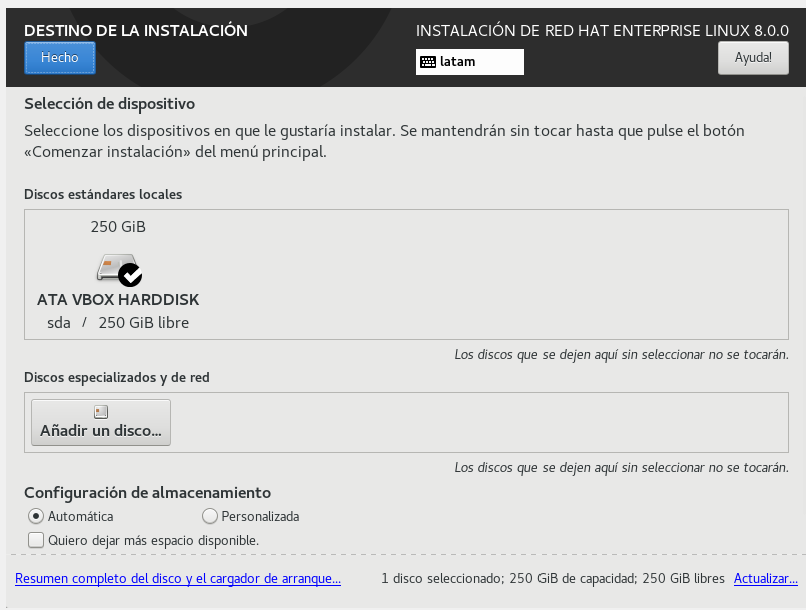 DESTINO DE LA INSTALACIÓN
INSTALACIÓN DE RED HAT ENTERPRISE LINUX 8.0.0
Hecho
latam
Ayuda!
Selección de dispositivo
Seleccione los dispositivos en que le gustaría instalar. Se mantendrán sin tocar hasta que pulse el botón
«Comenzar instalación» del menú principal.
Discos estándares locales
250 GiB
ATA VBOX HARDDISK
sda / 250 GiB libre
Los discos que se dejen aquí sin seleccionar no se tocarán.
Discos especializados y de red
Añadir un disco...
Los discos que se dejen aquí sin seleccionar no se tocarán.
Configuración de almacenamiento
Automática
Personalizada
Quiero dejar más espacio disponible.
Resumen completo del disco y el cargador de arranque...
1 disco seleccionado; 250 GiB de capacidad; 250 GiB libres
Actualizar...